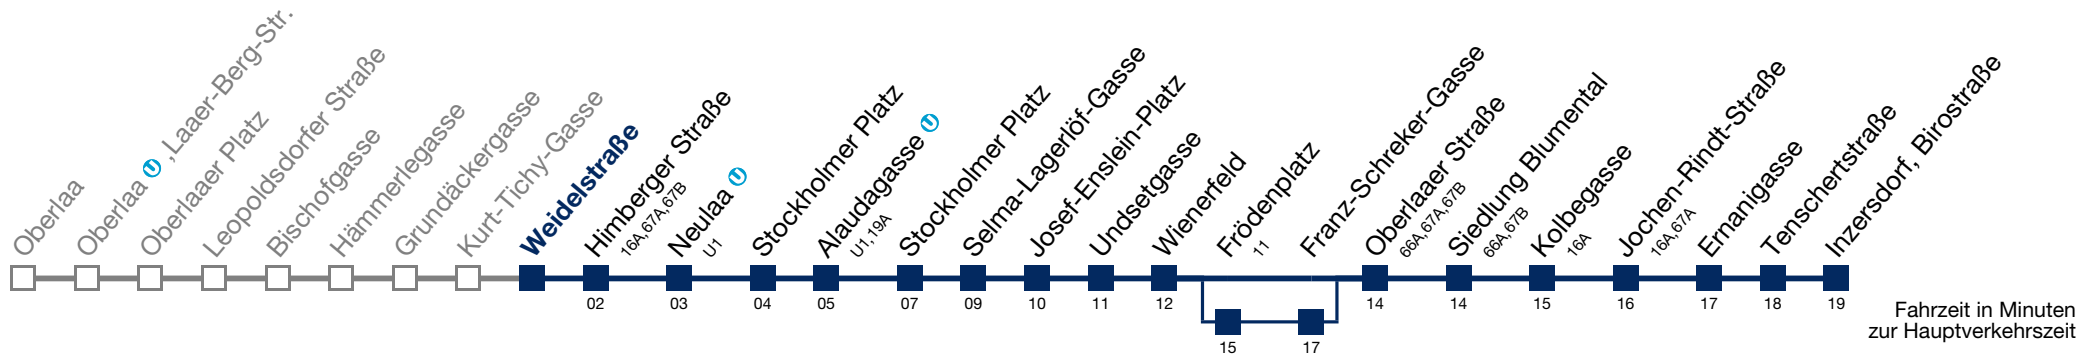 Oberlaa
Oberlaa U, Laaer-Berg-Str.
Oberlaaer Platz
Leopoldsdorfer Straße
Bischofgasse
Hämmerlegasse
Grundäckergasse
Kurt-Tichy-Gasse
Weidelstraße
Himberger Straße
16A,67A,67B
02
Neulaa U
U1
03
Stockholmer Platz
04
Alaudagasse U
U1,19A
05
Stockholmer Platz
07
Selma-Lagerlöf-Gasse
09
Josef-Enslein-Platz
10
Undsetgasse
11
Wienerfeld
12
Frödenplatz
11
15
Franz-Schreker-Gasse
17
Oberlaaer Straße
66A,67A,67B
14
Siedlung Blumental
66A,67B
14
Kolbegasse
16A
15
Jochen-Rindt-Straße
16A,67A
16
Ernanigasse
17
Tenschertstraße
18
Inzersdorf, Birostraße
19
Fahrzeit in Minuten
zur Hauptverkehrszeit